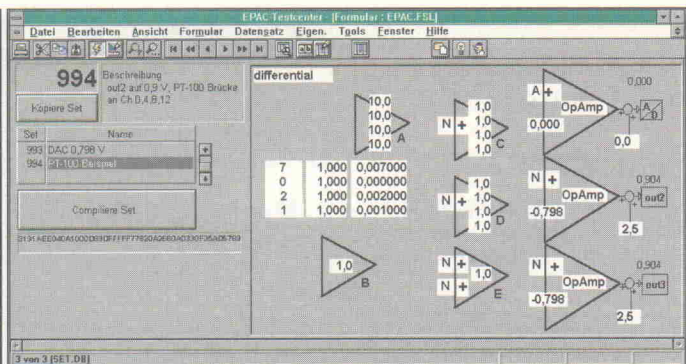 EPAC Testcenter - [Formular : EPAC.FSL]
Datei Bearbeiten Ansicht Formular Datensatz Eigen. Tools Fenster Hilfe
994
Beschreibung
out2 auf 0,9 V, PT-100 Brücke
an Ch 0,4,8,12
Kopiere Set
Set Name
993 DAC 0,798 V
994 PT-100 Beispiel
Compiliere Set
differential
10,0
10,0
10,0
10,0
A
N +
1,0
1,0
1,0
1,0
C
A +
OpAmp
0,000
0,000
A/D
0,0
7 1,000 0,007000
0 1,000 0,000000
2 1,000 0,002000
1 1,000 0,001000
N +
1,0
1,0
1,0
1,0
D
N +
OpAmp
-0,798
0,904
out2
2,5
1,0
B
N +
N +
1,0
E
N +
OpAmp
-0,798
0,904
out3
2,5
3 von 3 [SET.DB]